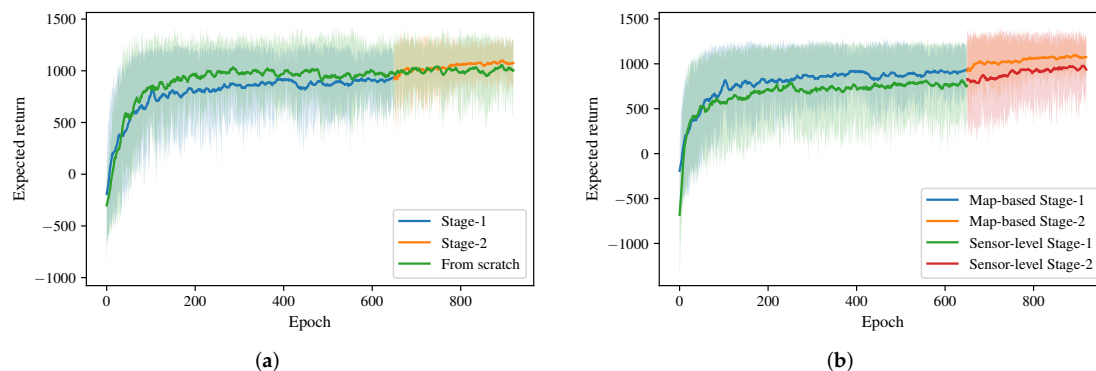 1500
1000
500
0
−500
−1000
Expected return
0
200
400
600
800
Epoch
Stage-1
Stage-2
From scratch
(a)
1500
1000
500
0
−500
−1000
Expected return
0
200
400
600
800
Epoch
Map-based Stage-1
Map-based Stage-2
Sensor-level Stage-1
Sensor-level Stage-2
(b)